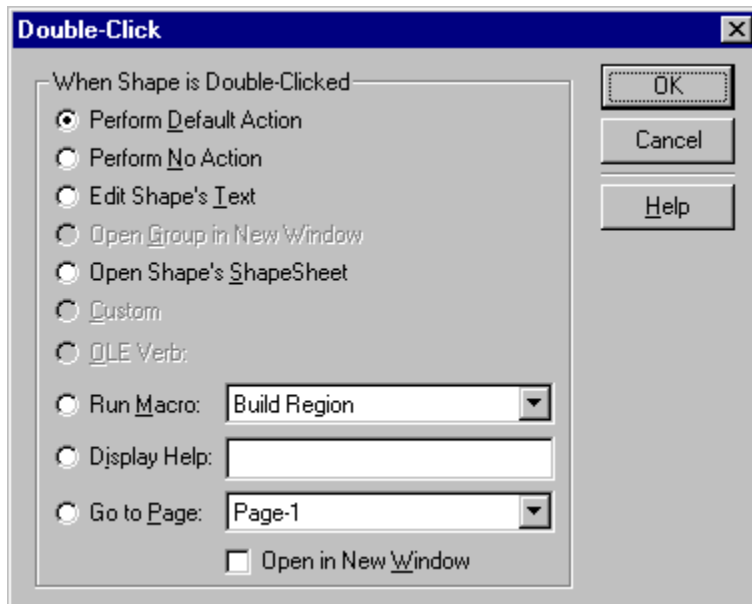 Double-Click
When Shape is Double-Clicked
Perform Default Action
Perform No Action
Edit Shape's Text
Open Group in New Window
Open Shape's ShapeSheet
Custom
OLE Verb:
Run Macro: Build Region
Display Help:
Go to Page: Page-1
Open in New Window
OK
Cancel
Help